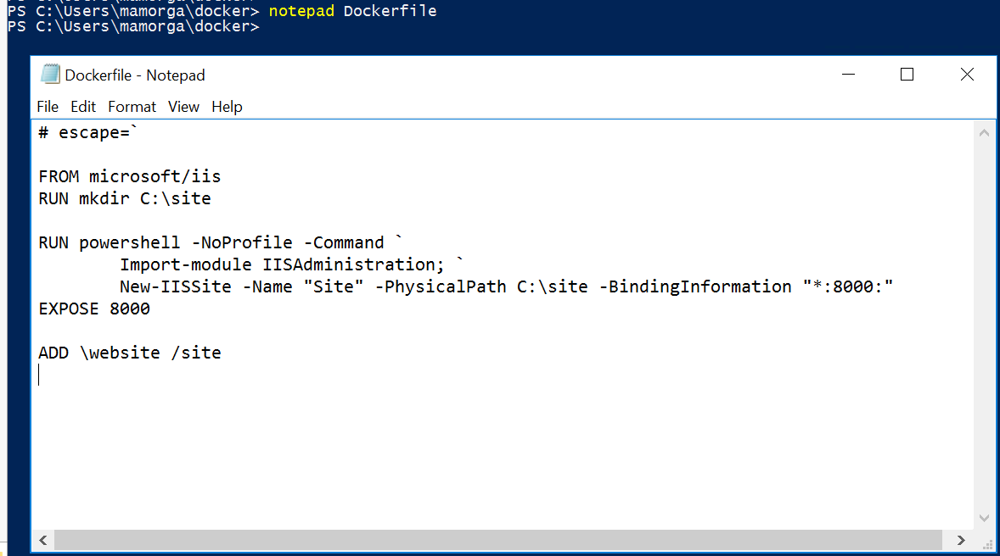 PS C:\Users\mamorga\docker> notepad Dockerfile
PS C:\Users\mamorga\docker>
Dockerfile - Notepad
File Edit Format View Help
# escape=`
FROM microsoft/iis
RUN mkdir C:\site
RUN powershell -NoProfile -Command `
Import-module IISAdministration; `
New-IISSite -Name "Site" -PhysicalPath C:\site -BindingInformation "*:8000:"
EXPOSE 8000
ADD \website /site